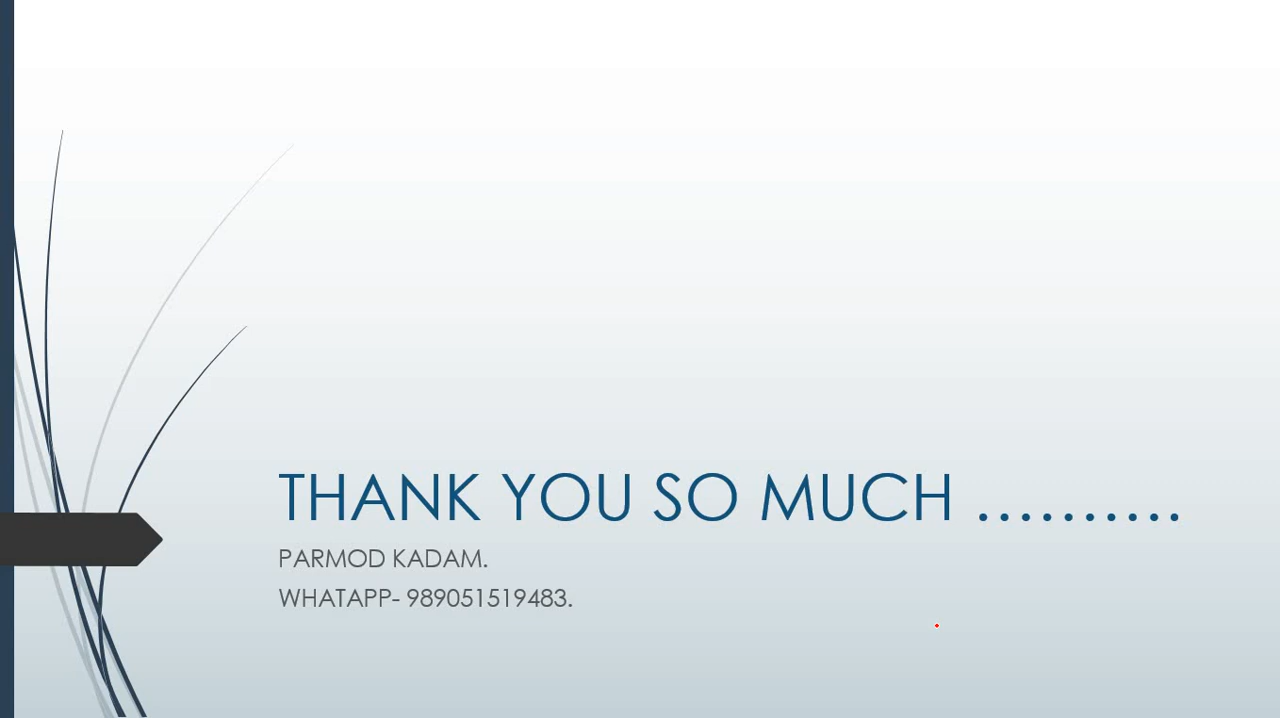 THANK YOU SO MUCH ..........
PARMOD KADAM.
WHATAPP- 989051519483.